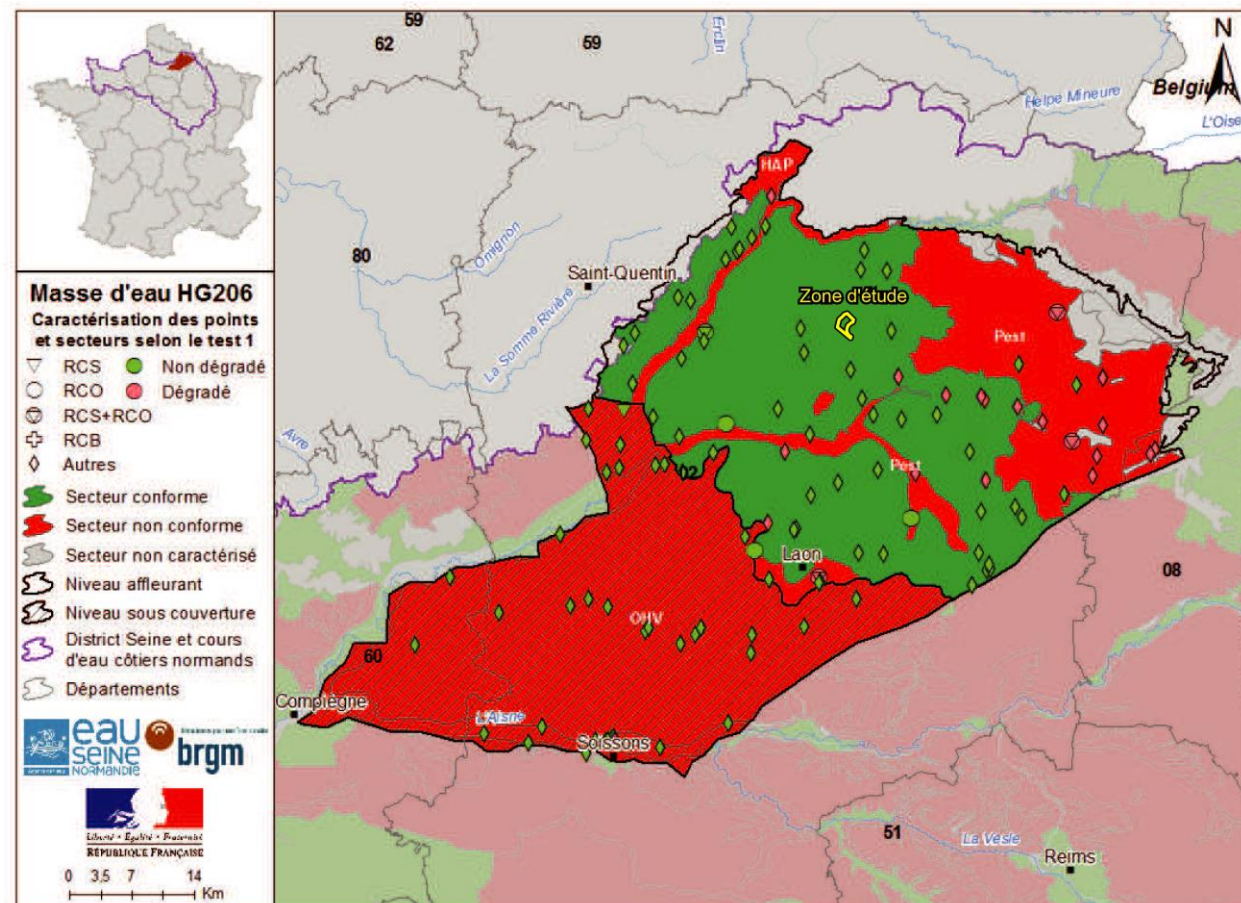 Masse d'eau HG206
Caractérisation des points
et secteurs selon le test 1
RCS
Non dégradé
RCO
Dégradé
RCS+RCO
RCB
Autres
Secteur conforme
Secteur non conforme
Secteur non caractérisé
Niveau affleurant
Niveau sous couverture
District Seine et cours
d'eau côtiers normands
Départements
eau
SEINE
NORMANDIE
brgm
Liberté • Égalité • Fraternité
RÉPUBLIQUE FRANÇAISE
0 3,5 7 14
Km
59
62
59
Erclin
N
Belgium
Helpe Mineure
L'Oise
HAP
80
Omignon
Saint-Quentin
Zone d'étude
La Somme Rivière
Pest
Avre
02
Pest
Laon
08
OHV
60
Compiègne
L'Aisne
Soissons
51
La Vesle
Reims